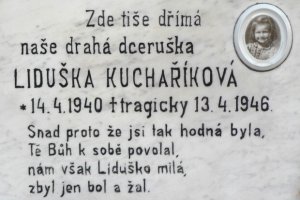 Zde tiše dřímá
naše drahá dceruška
LIDUŠKA KUCHAŘÍKOVÁ
*14.4.1940 †tragicky 13.4.1946.
Snad proto že jsi tak hodná byla,
Tě Bůh k sobě povolal,
nám však Liduško milá,
zbyl jen bol a žal.